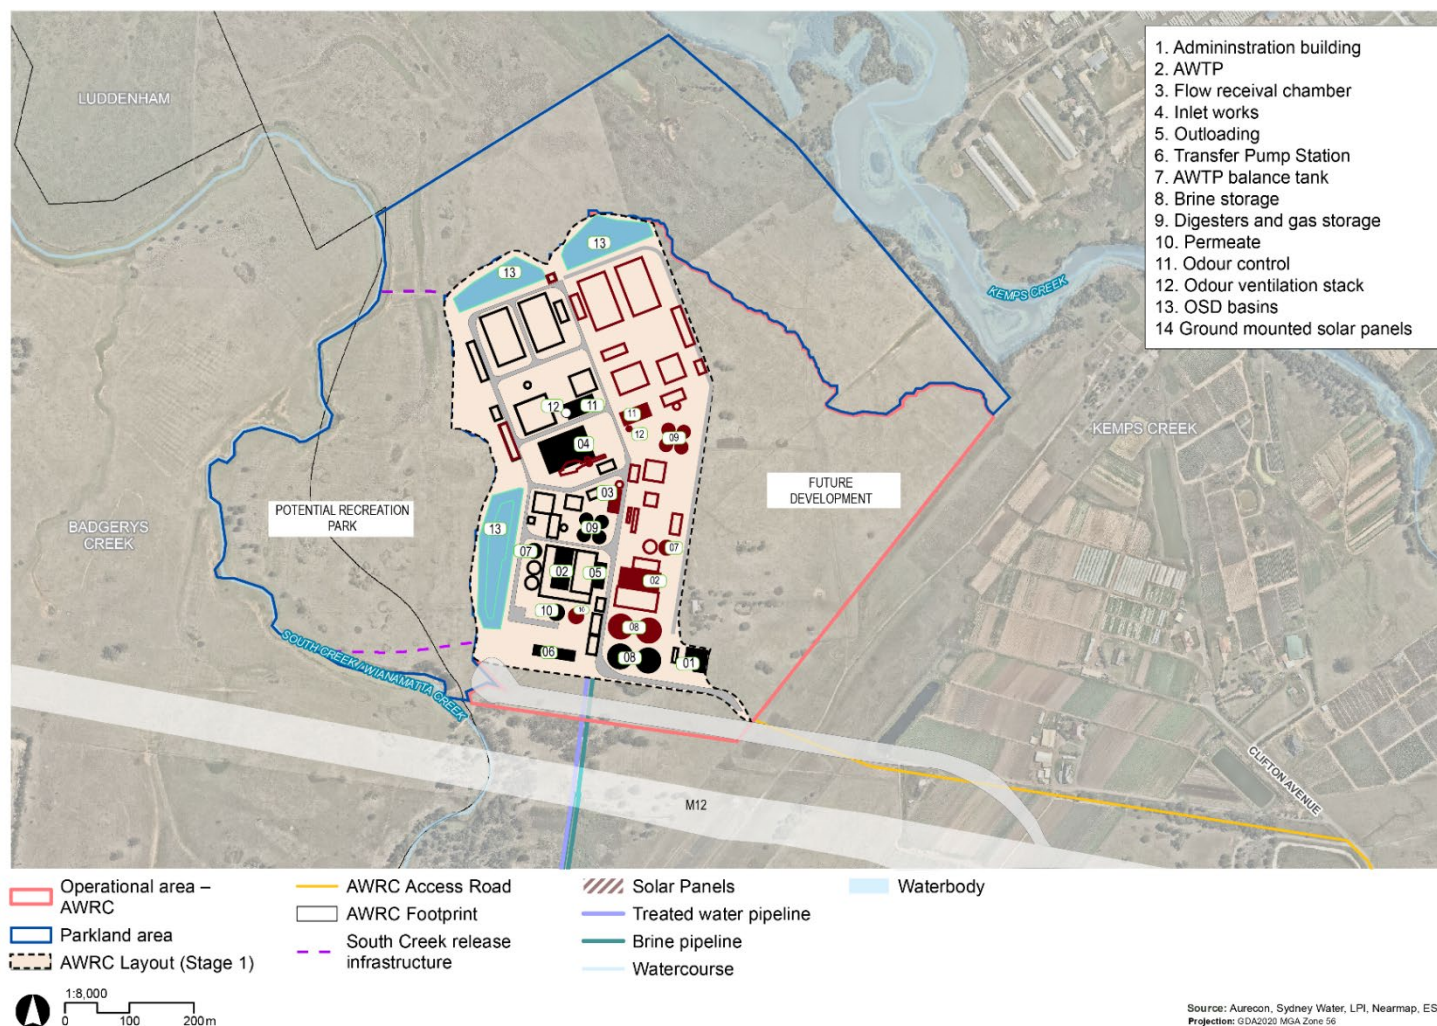 1. Admininstration building
2. AWTP
3. Flow receival chamber
4. Inlet works
5. Outloading
6. Transfer Pump Station
7. AWTP balance tank
8. Brine storage
9. Digesters and gas storage
10. Permeate
11. Odour control
12. Odour ventilation stack
13. OSD basins
14 Ground mounted solar panels
LUDDENHAM
13
13
KEMPS CREEK
12
11
11
12
09
04
KEMPS CREEK
03
FUTURE
DEVELOPMENT
POTENTIAL RECREATION
PARK
BADGERYS
CREEK
13
09
07
07
02
05
02
10
10
08
08
01
06
SOUTH CREEK / WIANAMATTA CREEK
CLIFTON AVENUE
M12
Operational area –
AWRC
Parkland area
AWRC Layout (Stage 1)
AWRC Access Road
AWRC Footprint
South Creek release
infrastructure
Solar Panels
Treated water pipeline
Brine pipeline
Watercourse
Waterbody
1:8,000
0 100 200m
Source: Aurecon, Sydney Water, LPI, Nearmap, ES
Projection: GDA2020 MGA Zone 56